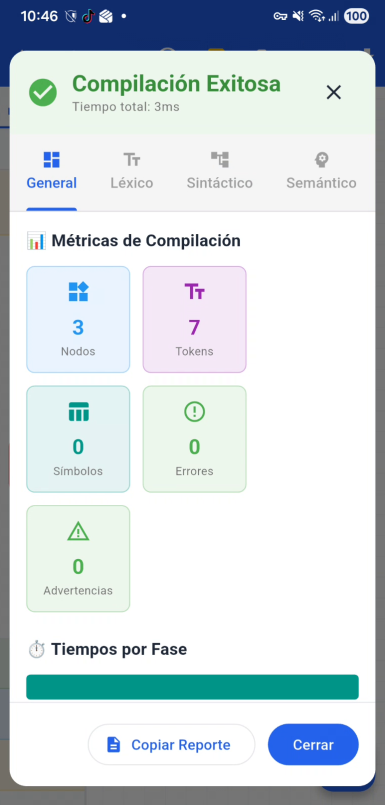 10:46
100
Compilación Exitosa
Tiempo total: 3ms
General
Léxico
Sintáctico
Semántico
Métricas de Compilación
3
Nodos
7
Tokens
0
Símbolos
0
Errores
0
Advertencias
Tiempos por Fase
Copiar Reporte
Cerrar